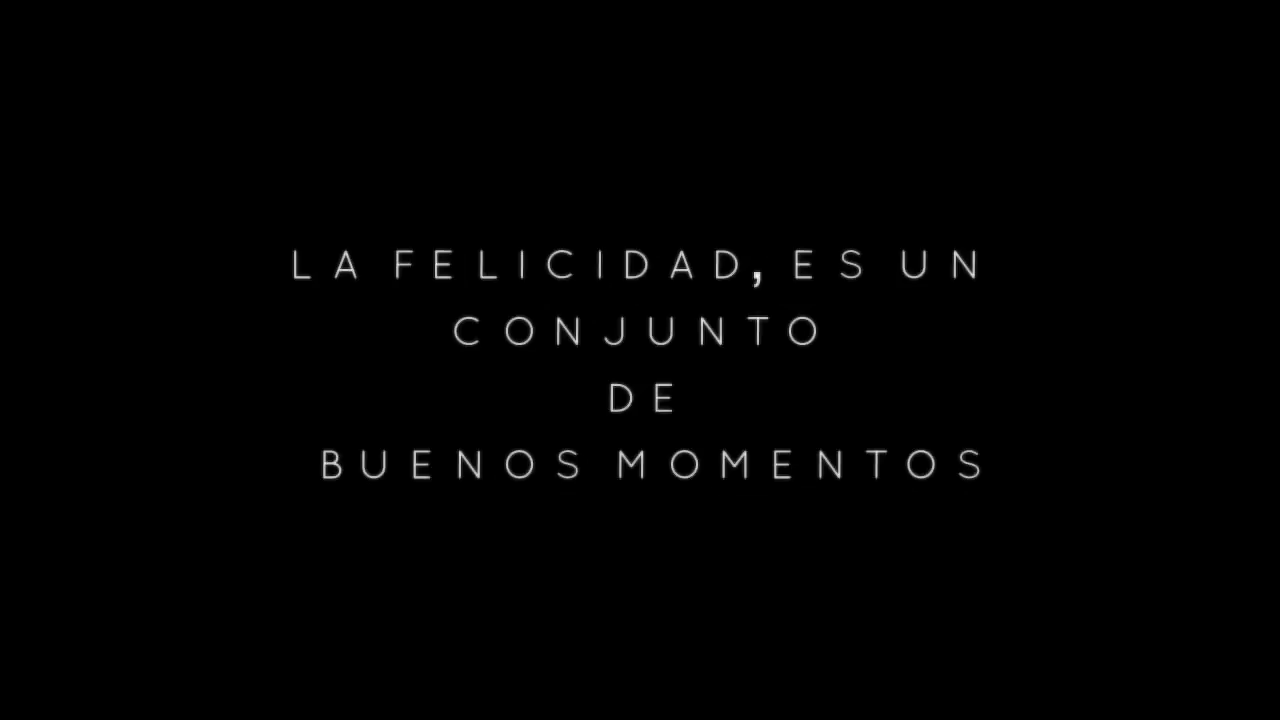 LA FELICIDAD, ES UN
CONJUNTO
DE
BUENOS MOMENTOS